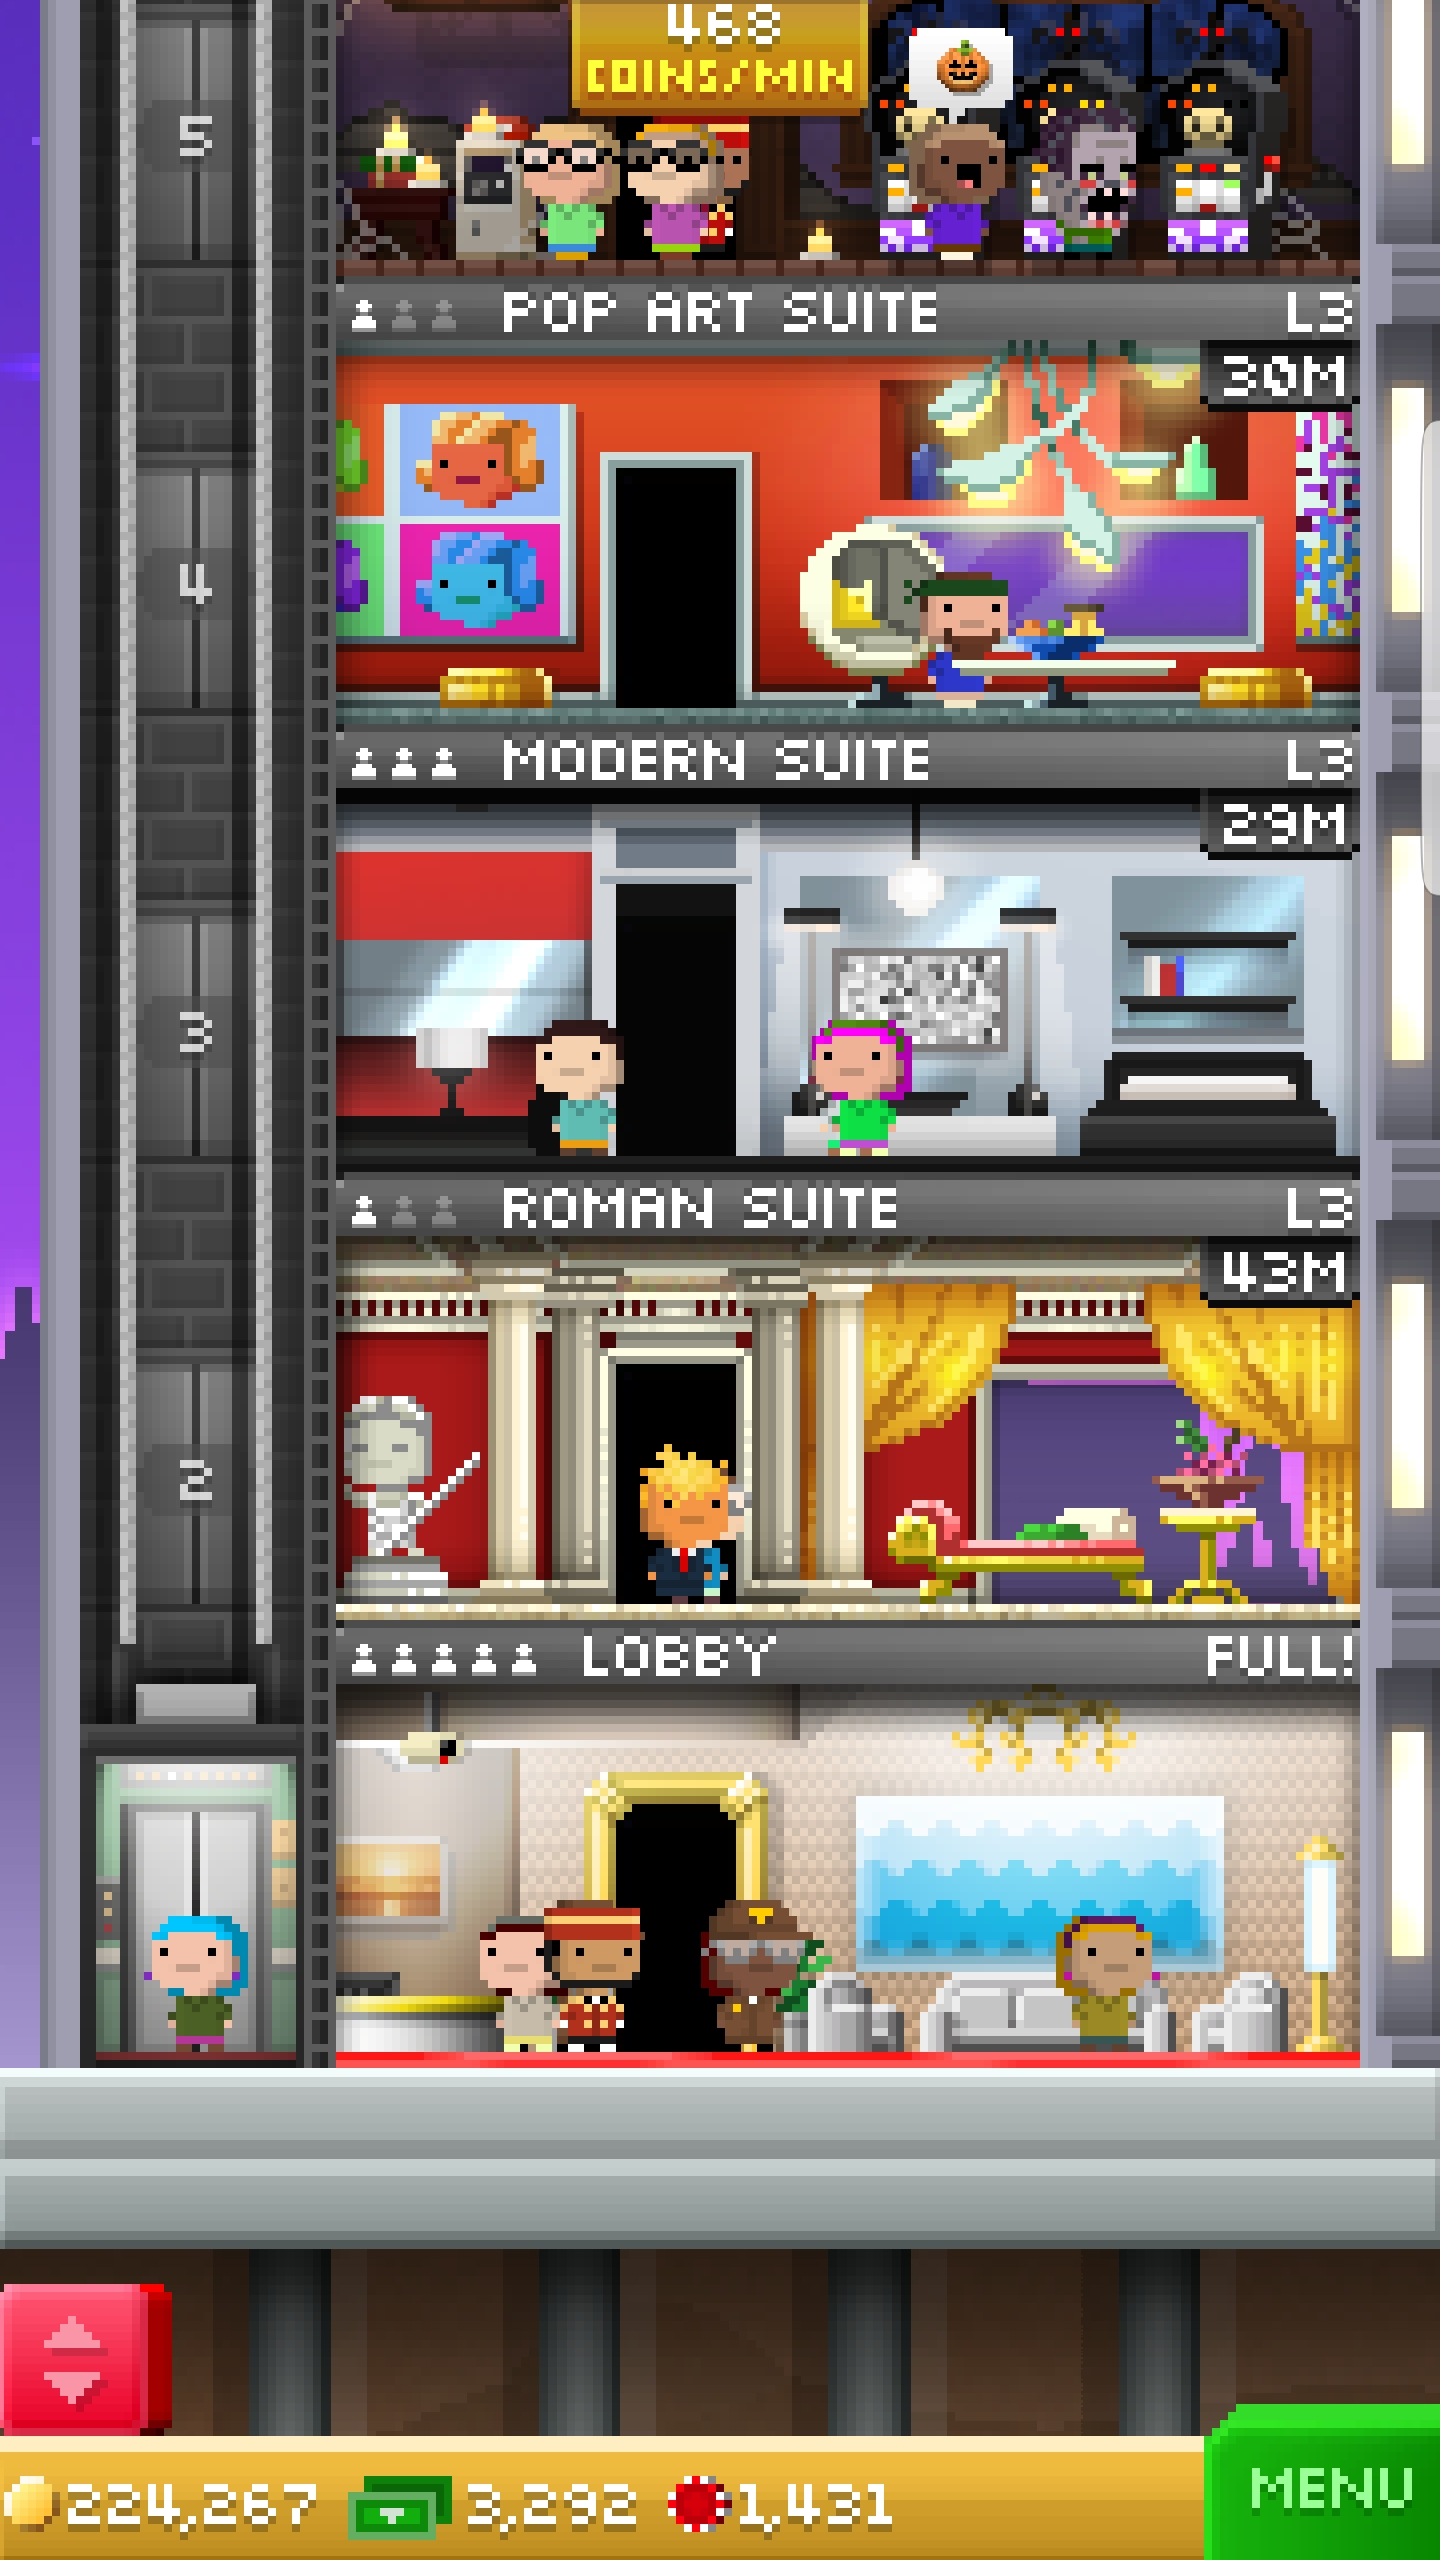 468
COINS/MIN
5
POP ART SUITE L3
30M
4
MODERN SUITE L3
29M
3
ROMAN SUITE L3
43M
2
LOBBY FULL!
224,267 3,292 1,431
MENU